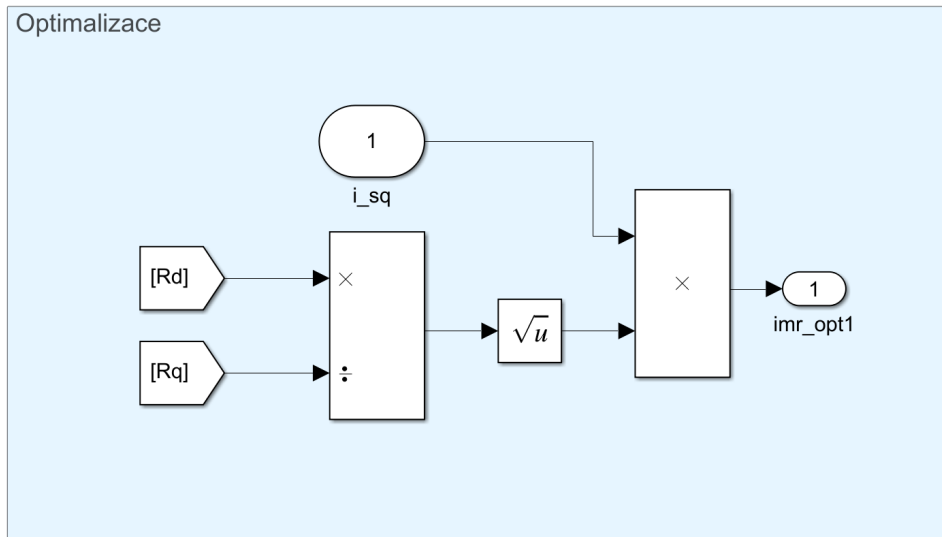 Optimalizace
1
i_sq
[Rd]
[Rq]
×
÷
√u
×
1
imr_opt1